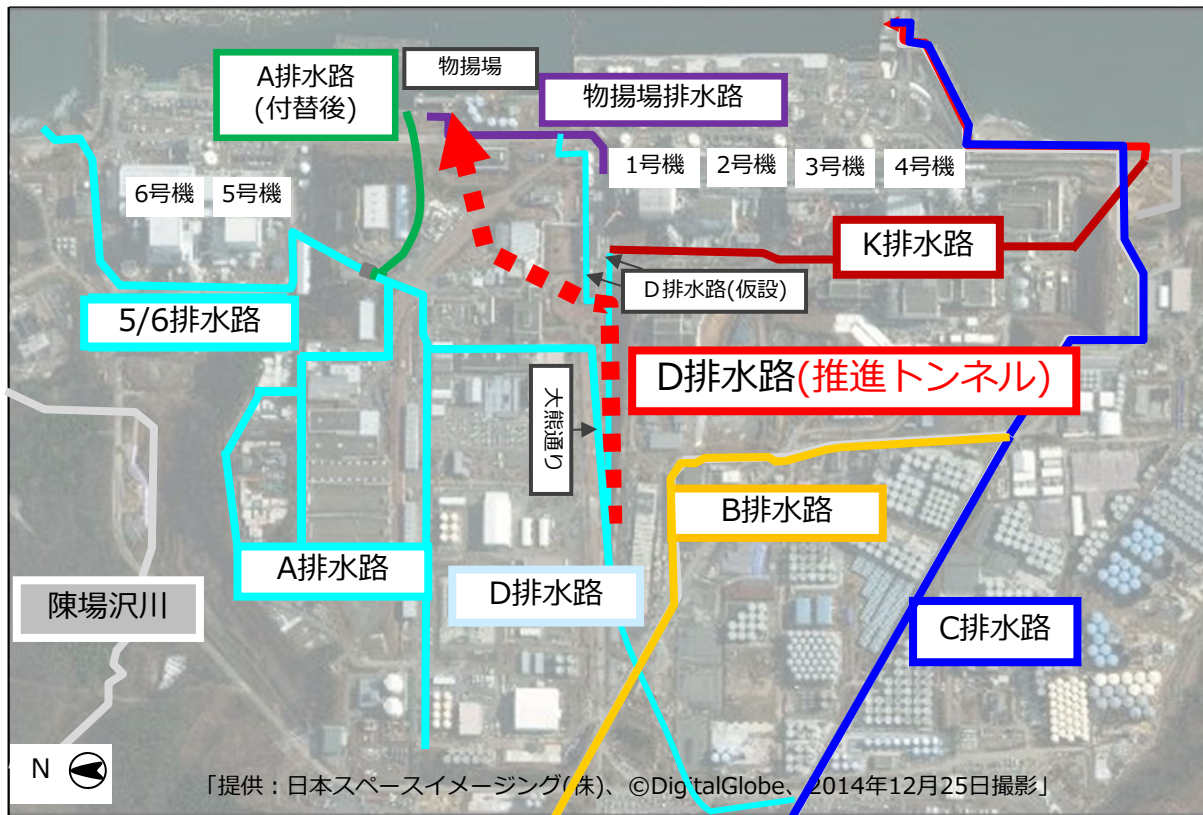 A排水路
(付替後)
物揚場
物揚場排水路
1号機
2号機
3号機
4号機
6号機
5号機
K排水路
D排水路(仮設)
5/6排水路
D排水路(推進トンネル)
大熊通り
B排水路
A排水路
D排水路
陳場沢川
C排水路
N
「提供：日本スペースイメージング(株)、©DigitalGlobe、2014年12月25日撮影」